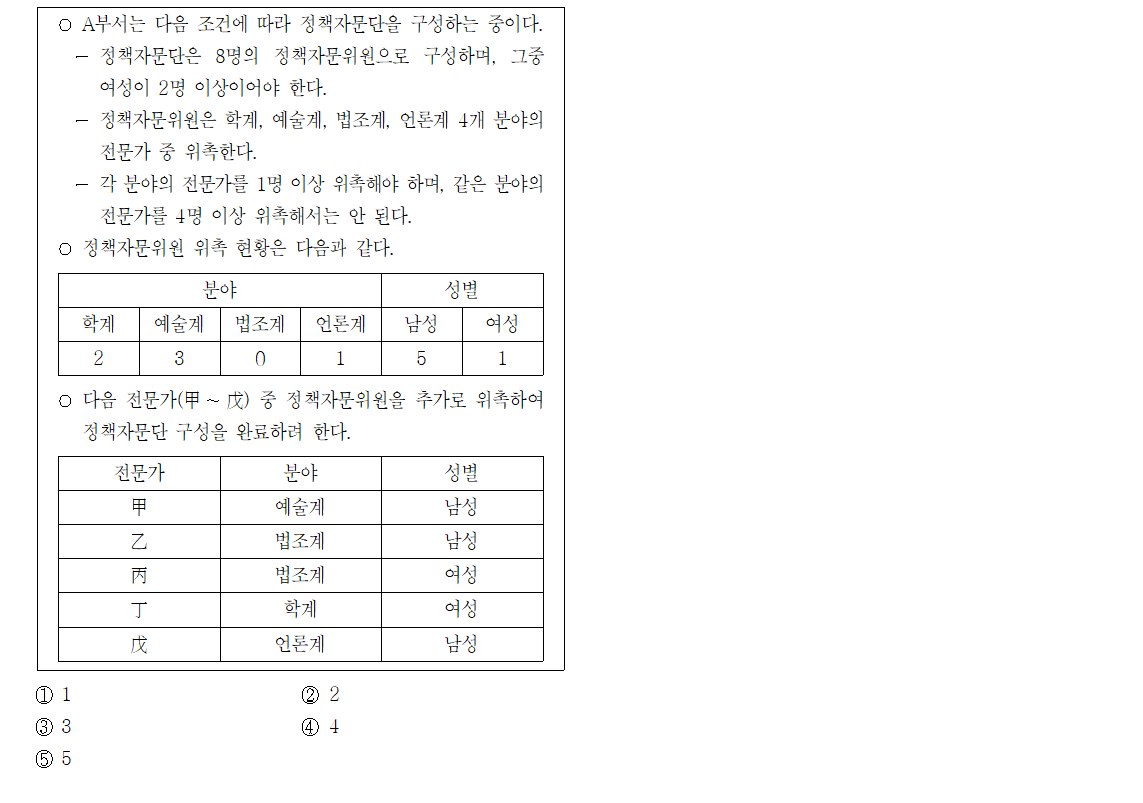 ○ A부서는 다음 조건에 따라 정책자문단을 구성하는 중이다.
─ 정책자문단은 8명의 정책자문위원으로 구성하며, 그중
여성이 2명 이상이어야 한다.
─ 정책자문위원은 학계, 예술계, 법조계, 언론계 4개 분야의
전문가 중 위촉한다.
─ 각 분야의 전문가를 1명 이상 위촉해야 하며, 같은 분야의
전문가를 4명 이상 위촉해서는 안 된다.
○ 정책자문위원 위촉 현황은 다음과 같다.
분야 성별
학계 예술계 법조계 언론계 남성 여성
2 3 0 1 5 1
○ 다음 전문가(甲 ~ 戊) 중 정책자문위원을 추가로 위촉하여
정책자문단 구성을 완료하려 한다.
전문가 분야 성별
甲 예술계 남성
乙 법조계 남성
丙 법조계 여성
丁 학계 여성
戊 언론계 남성
① 1 ② 2
③ 3 ④ 4
⑤ 5